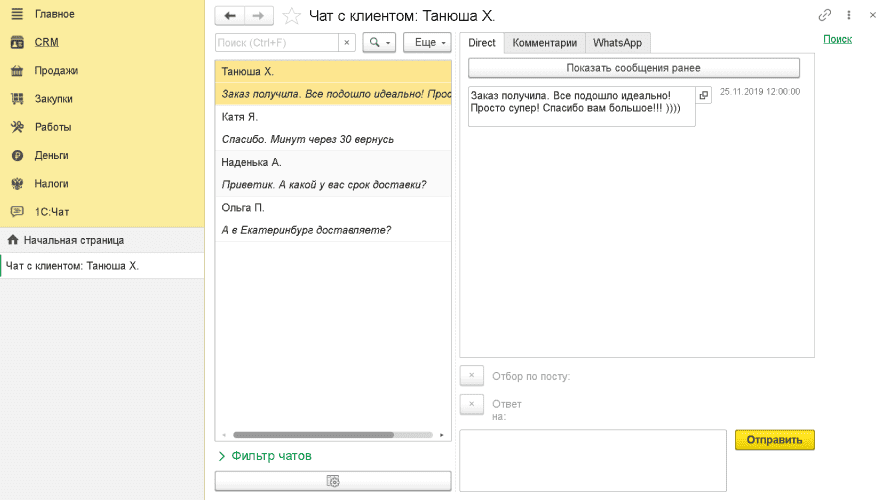 Главное
CRM
Продажи
Закупки
Работы
Деньги
Налоги
1С:Чат
Начальная страница
Чат с клиентом: Танюша Х.
Чат с клиентом: Танюша Х.
Поиск (Ctrl+F)
×
Еще
Танюша Х.
Заказ получила. Все подошло идеально! Прос
Катя Я.
Спасибо. Минут через 30 вернусь
Наденька А.
Приветик. А какой у вас срок доставки?
Ольга П.
А в Екатеринбург доставляете?
Фильтр чатов
Direct
Комментарии
WhatsApp
Поиск
Показать сообщения ранее
Заказ получила. Все подошло идеально!
Просто супер! Спасибо вам большое!!! ))))
25.11.2019 12:00:00
× Отбор по посту:
× Ответ
на:
Отправить